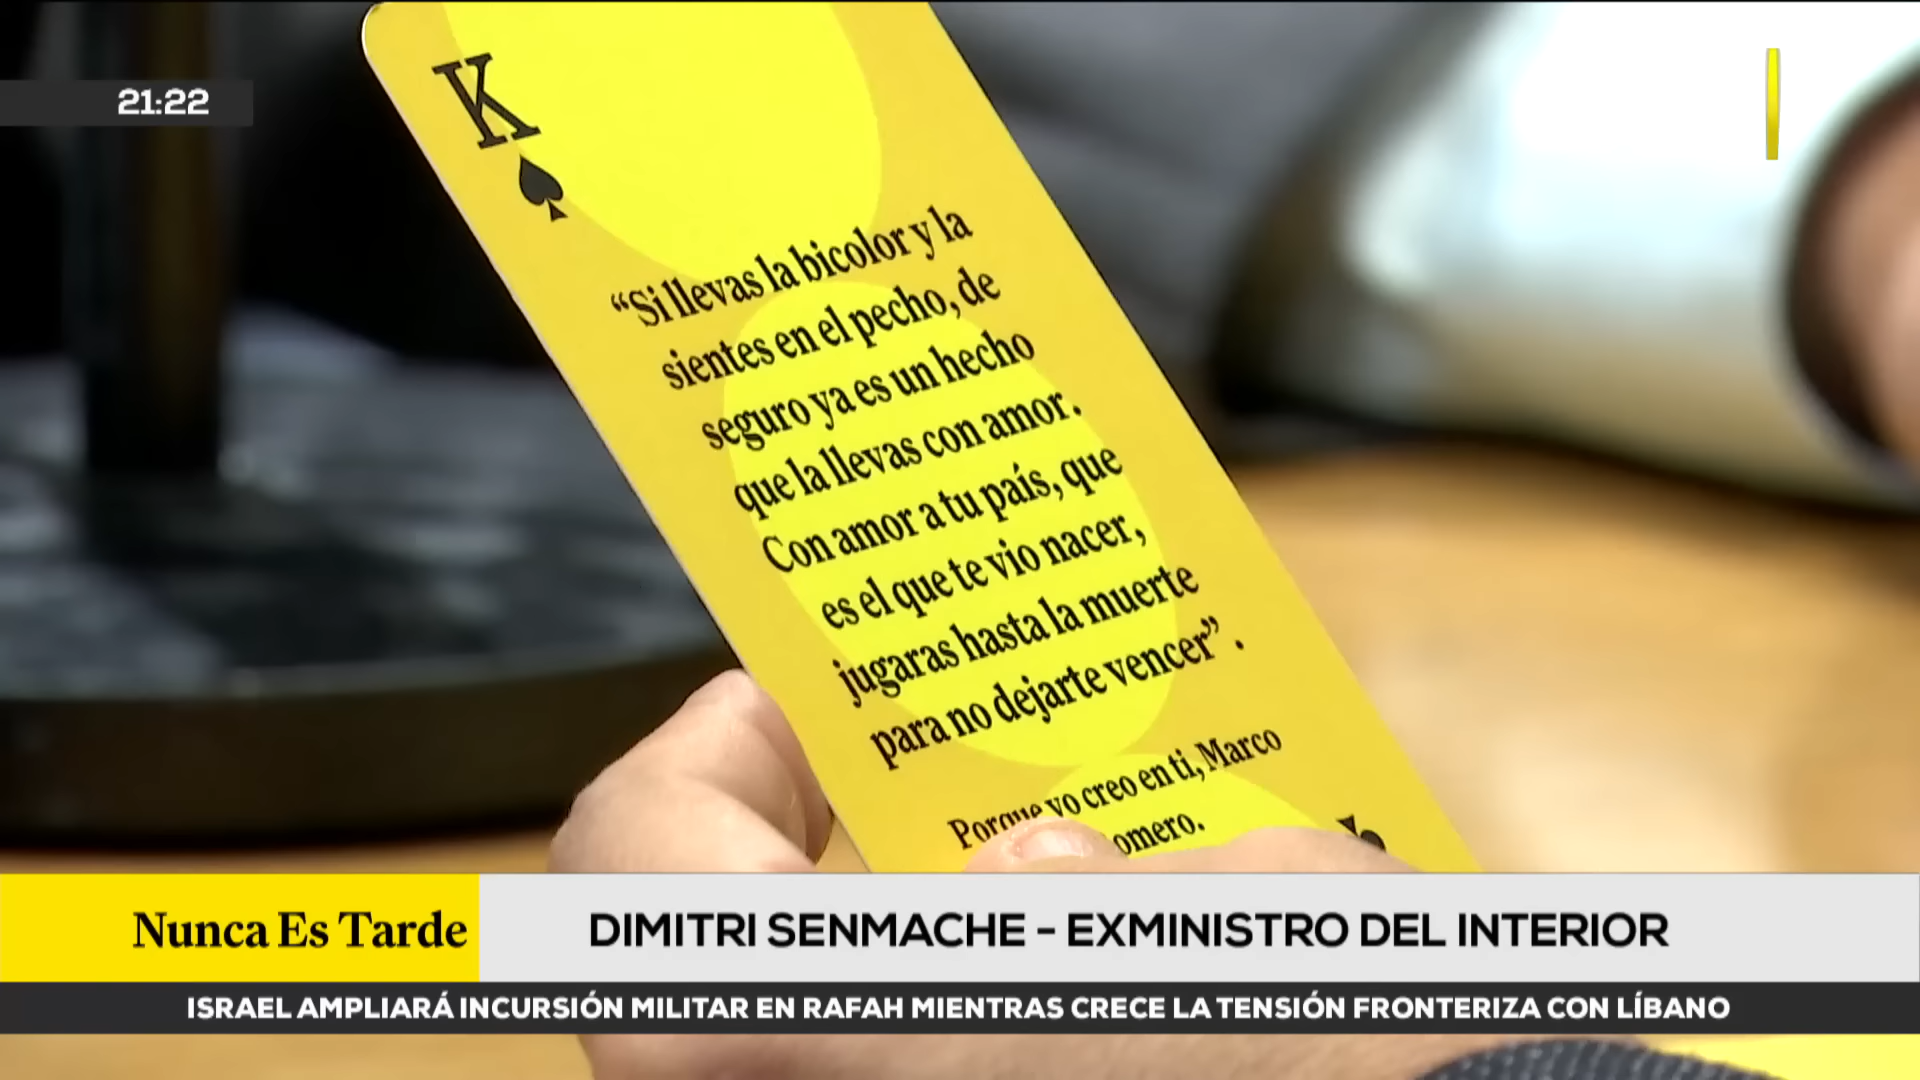 21:22
K
“Si llevas la bicolor y la
sientes en el pecho, de
seguro ya es un hecho
que la llevas con amor.
Con amor a tu país, que
es el que te vio nacer,
jugaras hasta la muerte
para no dejarte vencer”.
Porque yo creo en ti, Marco
omero.
Nunca Es Tarde
DIMITRI SENMACHE - EXMINISTRO DEL INTERIOR
ISRAEL AMPLIARÁ INCURSIÓN MILITAR EN RAFAH MIENTRAS CRECE LA TENSIÓN FRONTERIZA CON LÍBANO